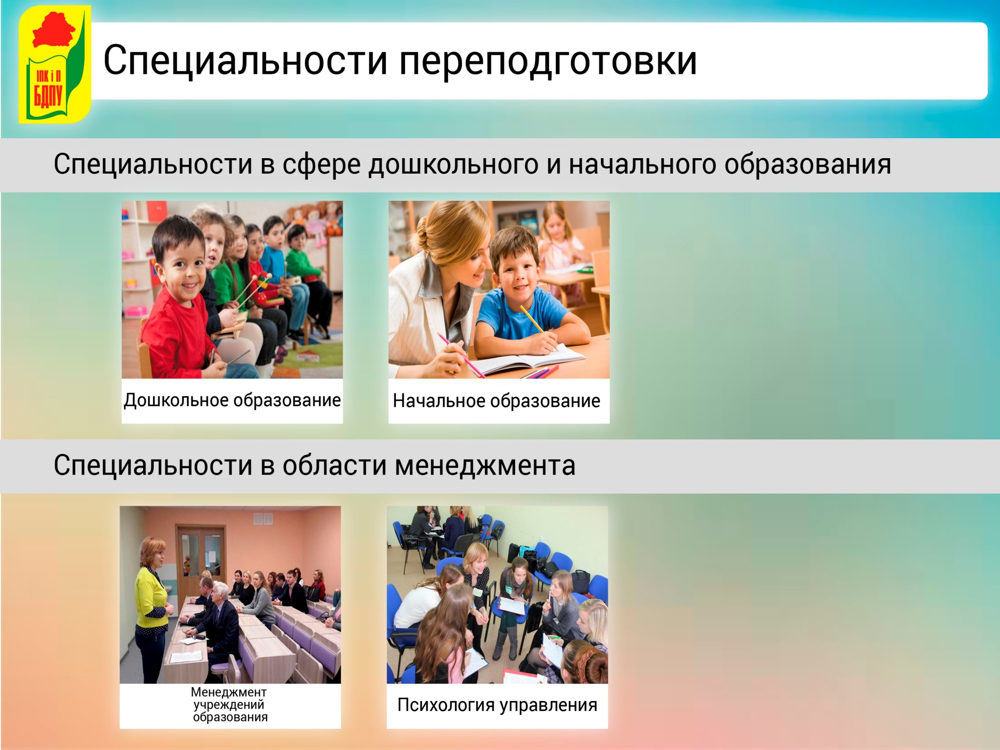 ІПК і П
БДПУ
Специальности переподготовки
Специальности в сфере дошкольного и начального образования
Дошкольное образование
Начальное образование
Специальности в области менеджмента
Менеджмент
учреждений
образования
Психология управления